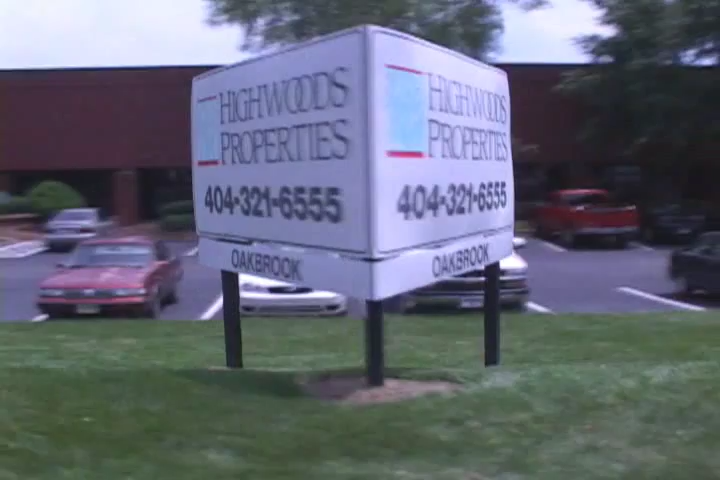 HIGHWOODS
PROPERTIES
404-321-6555
OAKBROOK
HIGHWOODS
PROPERTIES
404-321-6555
OAKBROOK